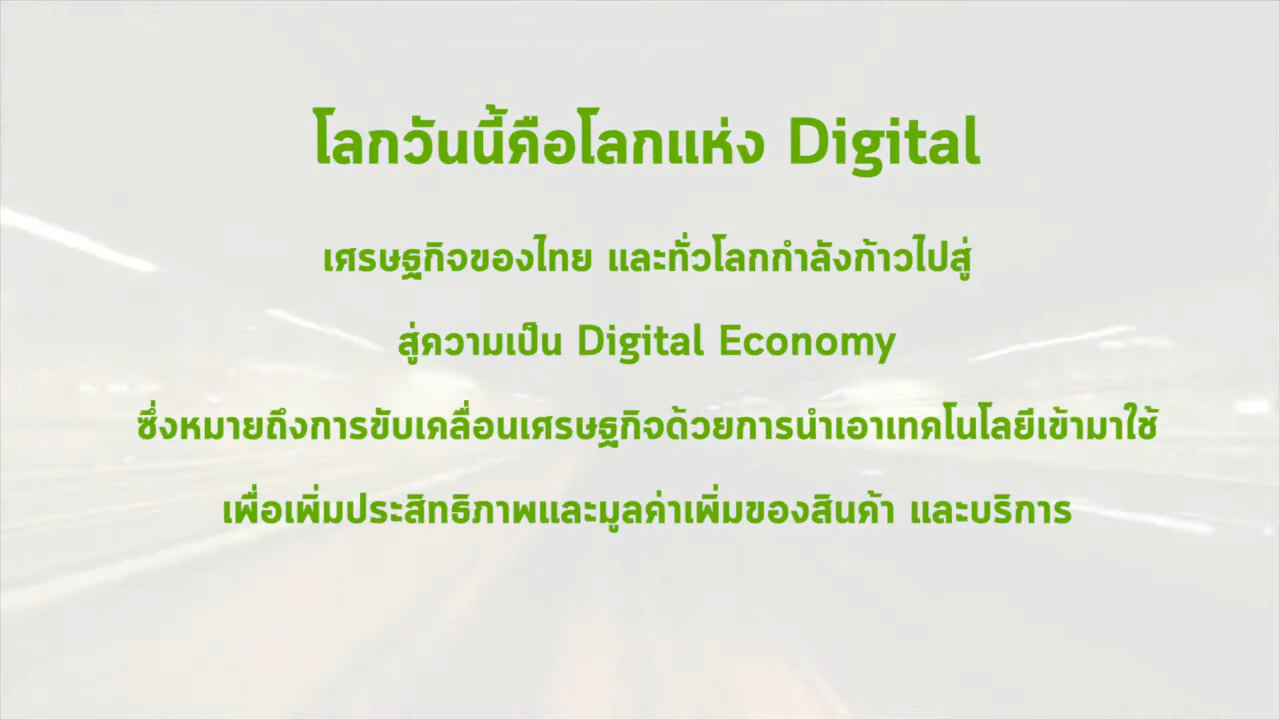 โลกวันนี้คือโลกแห่ง Digital
เศรษฐกิจของไทย และทั่วโลกกำลังก้าวไปสู่
สู่ความเป็น Digital Economy
ซึ่งหมายถึงการขับเคลื่อนเศรษฐกิจด้วยการนำเอาเทคโนโลยีเข้ามาใช้
เพื่อเพิ่มประสิทธิภาพและมูลค่าเพิ่มของสินค้า และบริการ